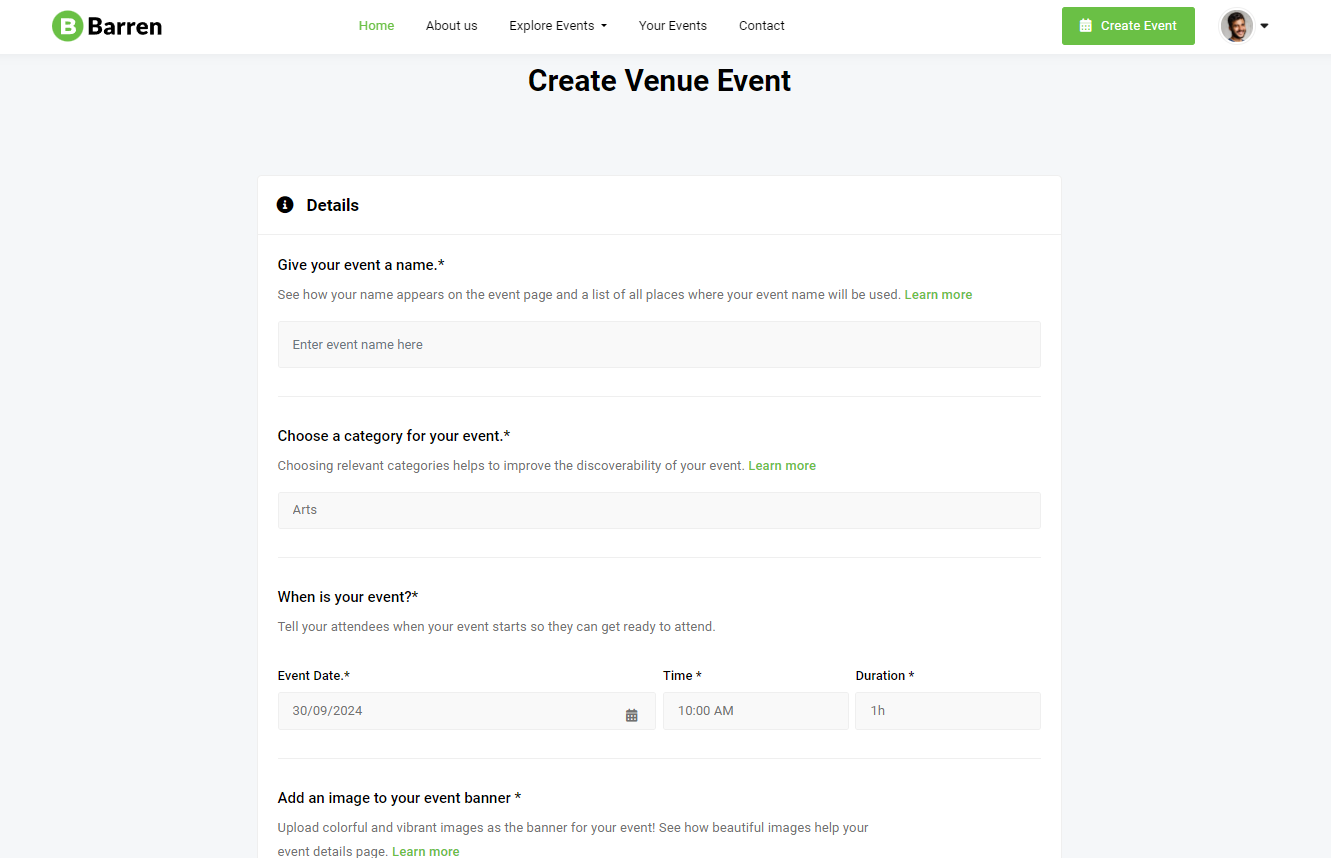 B Barren
Home About us Explore Events Your Events Contact
Create Event
Create Venue Event
Details
Give your event a name.*
See how your name appears on the event page and a list of all places where your event name will be used. Learn more
Enter event name here
Choose a category for your event.*
Choosing relevant categories helps to improve the discoverability of your event. Learn more
Arts
When is your event?*
Tell your attendees when your event starts so they can get ready to attend.
Event Date.* Time * Duration *
30/09/2024 10:00 AM 1h
Add an image to your event banner *
Upload colorful and vibrant images as the banner for your event! See how beautiful images help your
event details page. Learn more